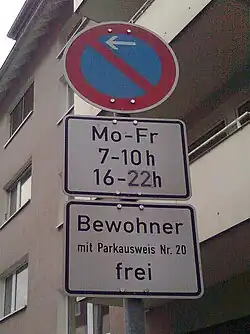 Mo-Fr
7-10h
16-22h
Bewohner
mit Parkausweis Nr. 20
frei